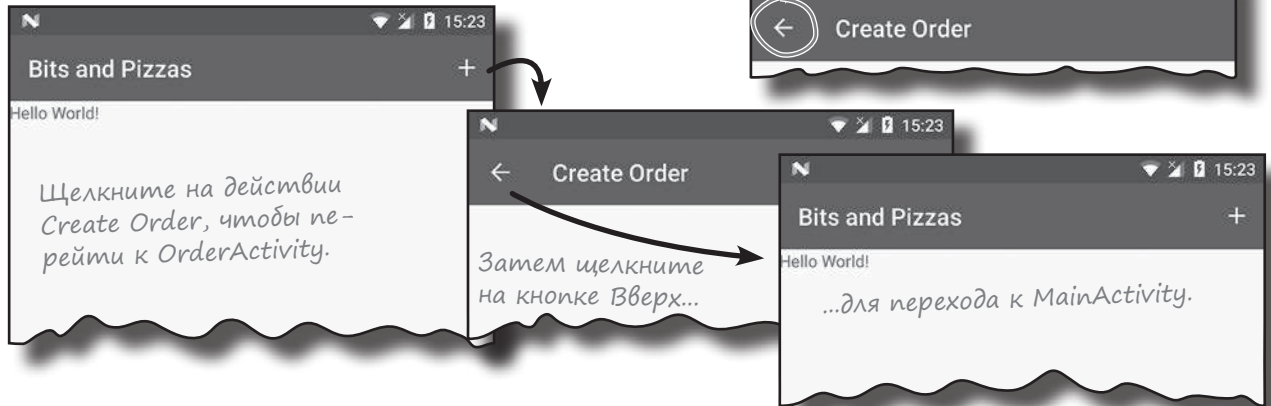 Create Order
15:23
Bits and Pizzas +
Hello World!
Щелкните на действии
Create Order, чтобы пе-
рейти к OrderActivity.
15:23
Create Order
Затем щелкните
на кнопке Вверх...
15:23
Bits and Pizzas +
Hello World!
...для перехода к MainActivity.